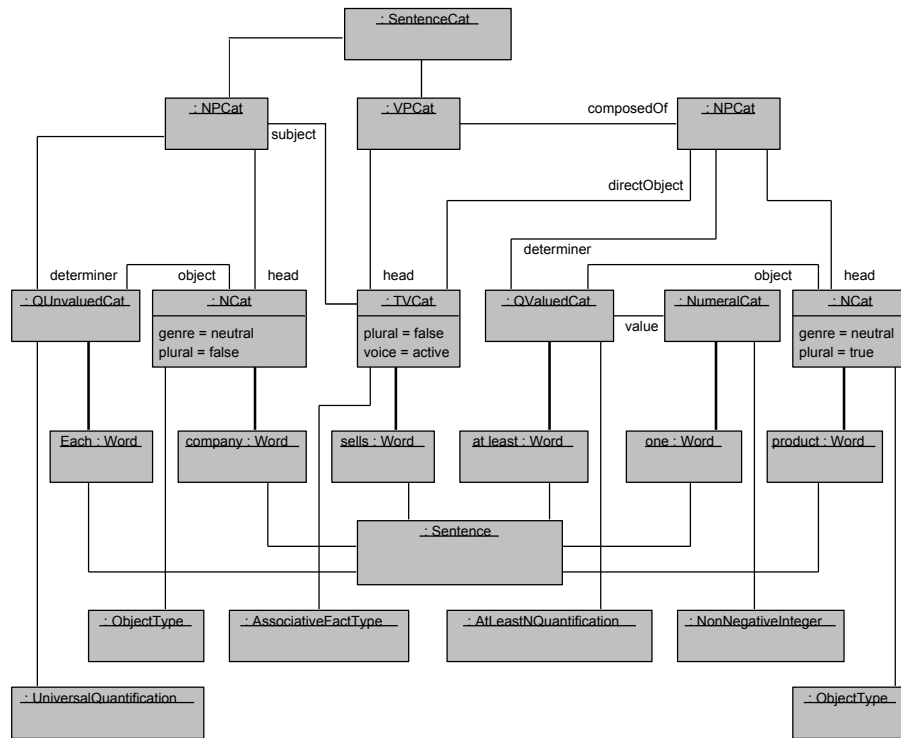 : SentenceCat
: NPCat
: VPCat
composedOf
: NPCat
subject
directObject
determiner
determiner
object
head
head
object
head
: QUnvaluedCat
: NCat
genre = neutral
plural = false
: TVCat
plural = false
voice = active
: QValuedCat
value
: NumeralCat
: NCat
genre = neutral
plural = true
Each : Word
company : Word
sells : Word
at least : Word
one : Word
product : Word
: Sentence
: ObjectType
: AssociativeFactType
: AtLeastNQuantification
: NonNegativeInteger
: UniversalQuantification
: ObjectType